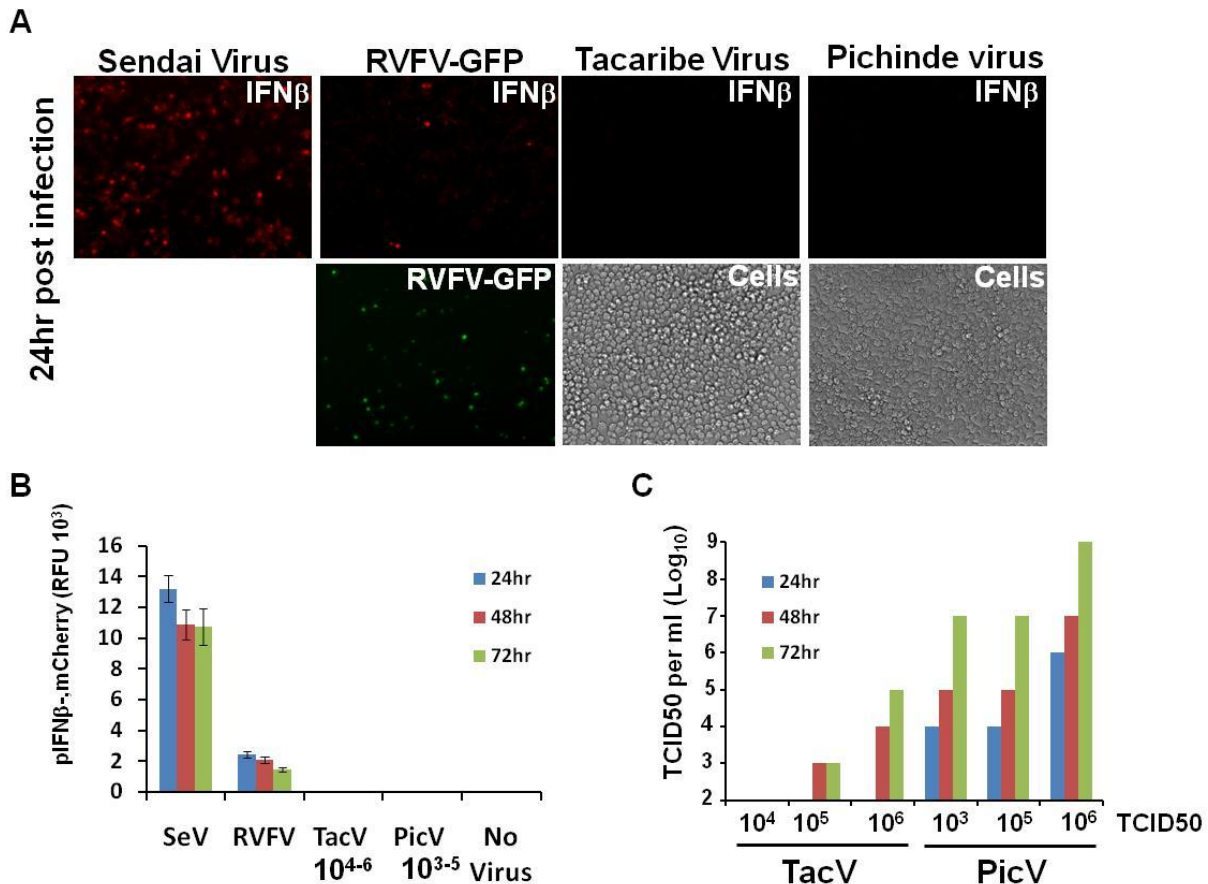 A
Sendai Virus RVFV-GFP Tacaribe Virus Pichinde virus
IFNβ IFNβ IFNβ IFNβ
24hr post infection
RVFV-GFP Cells Cells
B
pIFNβ-,mCherry (RFU 10³)
16
14
12
10
8
6
4
2
0
24hr
48hr
72hr
SeV RVFV TacV PicV No
10⁴⁻⁶ 10³⁻⁵ Virus
C
TCID50 per ml (Log₁₀)
9
8
7
6
5
4
3
2
24hr
48hr
72hr
10⁴ 10⁵ 10⁶ 10³ 10⁵ 10⁶ TCID50
TacV PicV